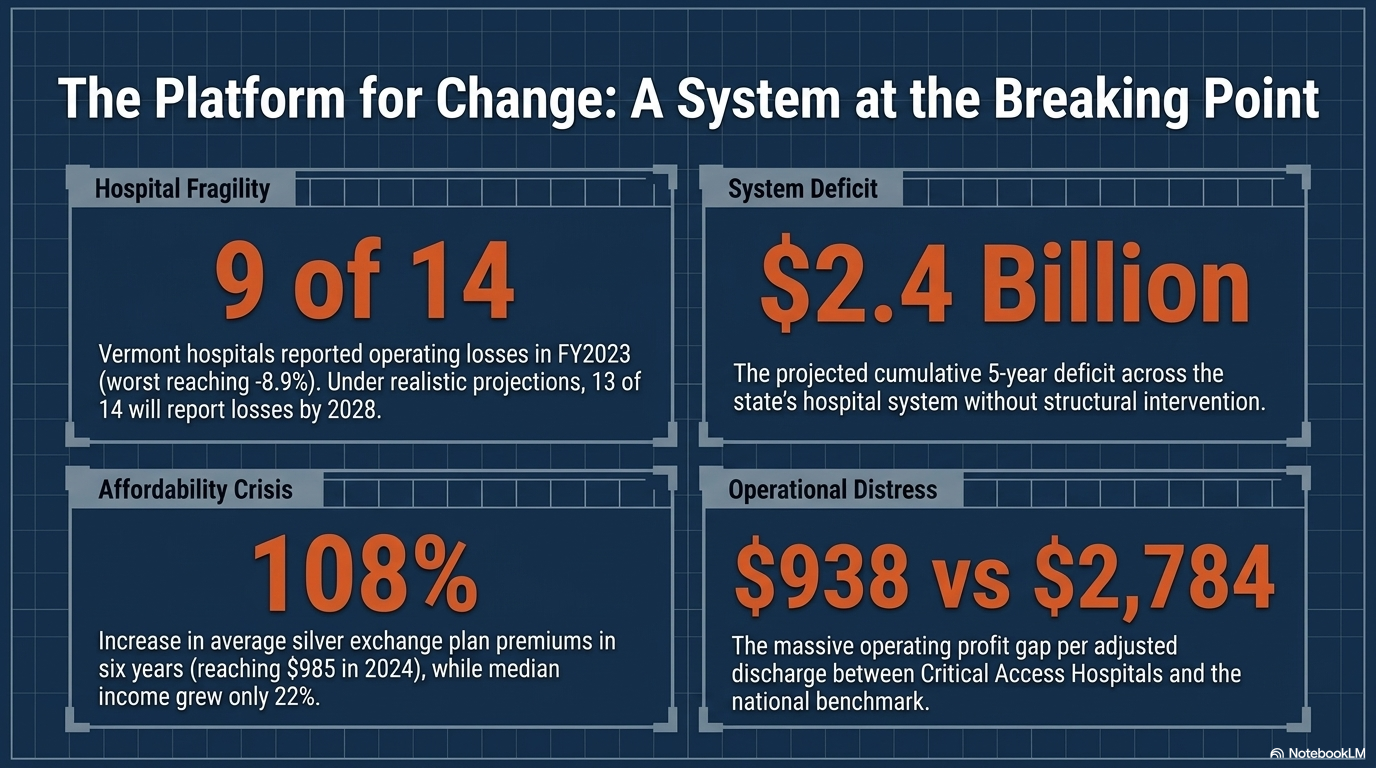 The Platform for Change: A System at the Breaking Point
Hospital Fragility
9 of 14
Vermont hospitals reported operating losses in FY2023
(worst reaching -8.9%). Under realistic projections, 13 of
14 will report losses by 2028.
System Deficit
$2.4 Billion
The projected cumulative 5-year deficit across the
state’s hospital system without structural intervention.
Affordability Crisis
108%
Increase in average silver exchange plan premiums in
six years (reaching $985 in 2024), while median
income grew only 22%.
Operational Distress
$938 vs $2,784
The massive operating profit gap per adjusted
discharge between Critical Access Hospitals and the
national benchmark.
NotebookLM